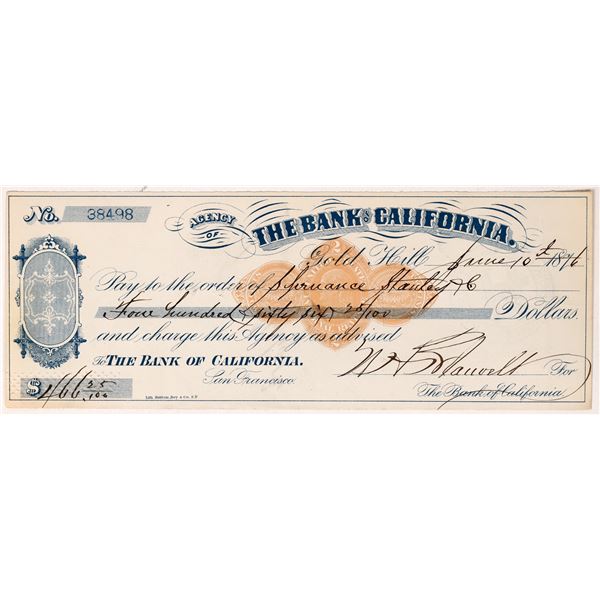 No. 38498
AGENCY OF THE BANK OF CALIFORNIA.
Gold Hill June 10th 1876
Pay to the order of Spruance Stanley & C
Four hundred & sixty six 35/100 Dollars.
and charge this Agency as advised
To THE BANK OF CALIFORNIA. For
San Francisco.
The Bank of California
$466 35/100